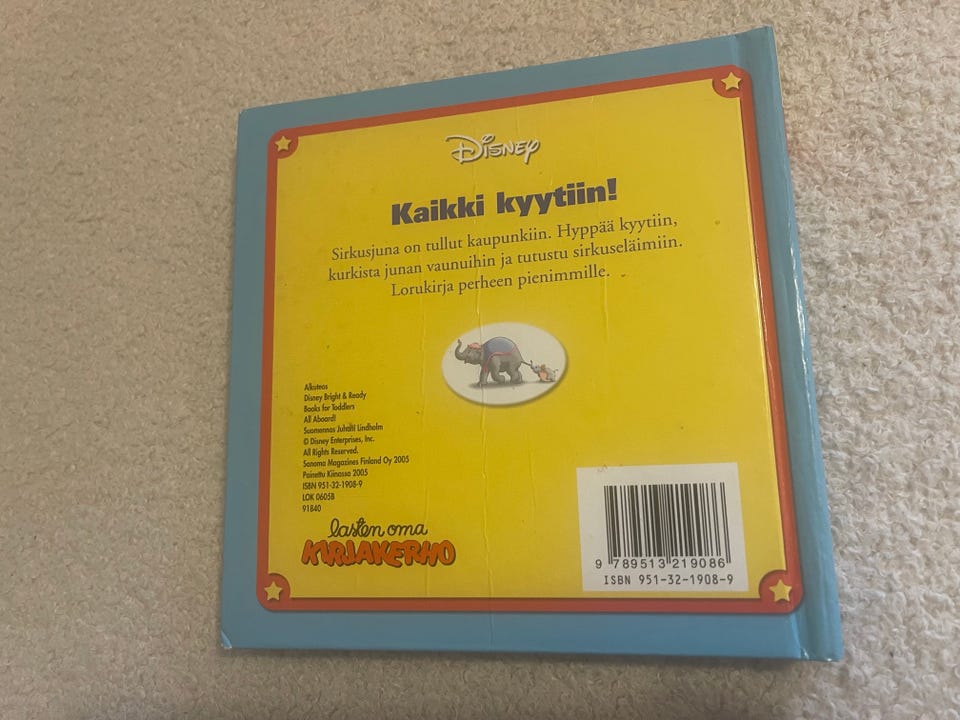 Disney
Kaikki kyytiin!
Sirkusjuna on tullut kaupunkiin. Hyppää kyytiin,
kurkista junan vaunuihin ja tutustu sirkuseläimiin.
Lorukirja perheen pienimmille.
Alkuteos
Disney Bright & Ready
Books for Toddlers
All Aboard!
Suomennos Juhälti Lindholm
© Disney Enterprises, Inc.
All Rights Reserved.
Sanoma Magazines Finland Oy 2005
Painettu Kiinassa 2005
ISBN 951-32-1908-9
LOK 0605B
91840
lasten oma
KIRJAKERHO
9 789513 219086
ISBN 951-32-1908-9